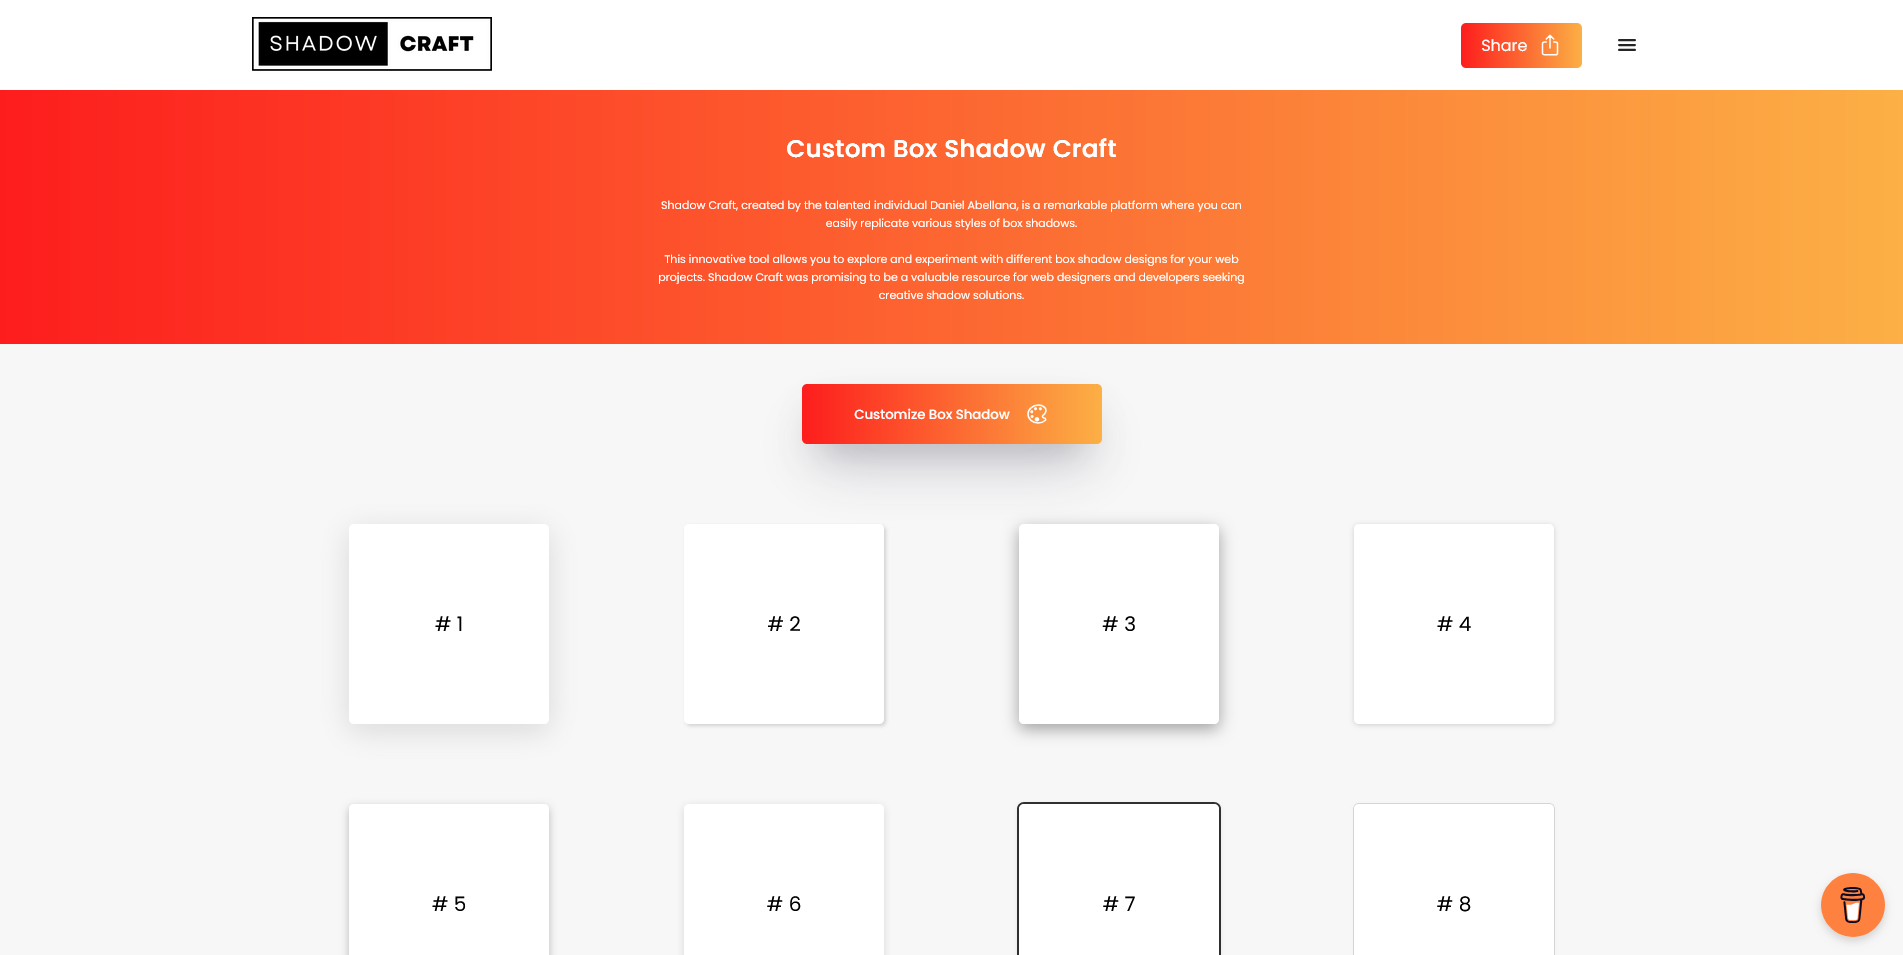 SHADOW CRAFT
Share
Custom Box Shadow Craft
Shadow Craft, created by the talented individual Daniel Abellana, is a remarkable platform where you can
easily replicate various styles of box shadows.
This innovative tool allows you to explore and experiment with different box shadow designs for your web
projects. Shadow Craft was promising to be a valuable resource for web designers and developers seeking
creative shadow solutions.
Customize Box Shadow
# 1
# 2
# 3
# 4
# 5
# 6
# 7
# 8